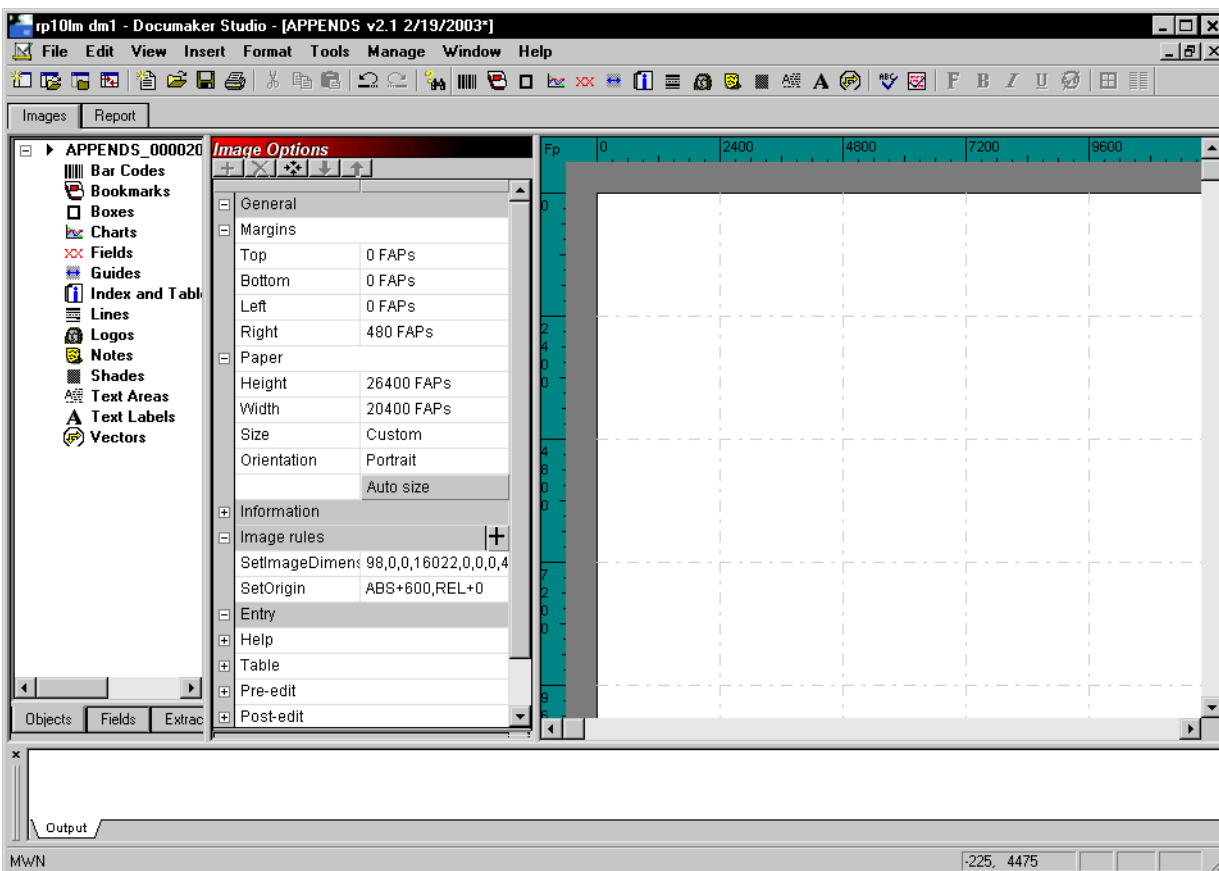 rp10lm dm1 - Documaker Studio - [APPENDS v2.1 2/19/2003*]
File Edit View Insert Format Tools Manage Window Help
Images Report
APPENDS_000020
Bar Codes
Bookmarks
Boxes
Charts
Fields
Guides
Index and Tabl
Lines
Logos
Notes
Shades
Text Areas
Text Labels
Vectors
Objects Fields Extrac
Image Options
General
Margins
Top 0 FAPs
Bottom 0 FAPs
Left 0 FAPs
Right 480 FAPs
Paper
Height 26400 FAPs
Width 20400 FAPs
Size Custom
Orientation Portrait
Auto size
Information
Image rules
SetImageDimens 98,0,0,16022,0,0,0,4
SetOrigin ABS+600,REL+0
Entry
Help
Table
Pre-edit
Post-edit
Fp 0 2400 4800 7200 9600
0
2400
4800
7200
96
Output
MWN
-225, 4475